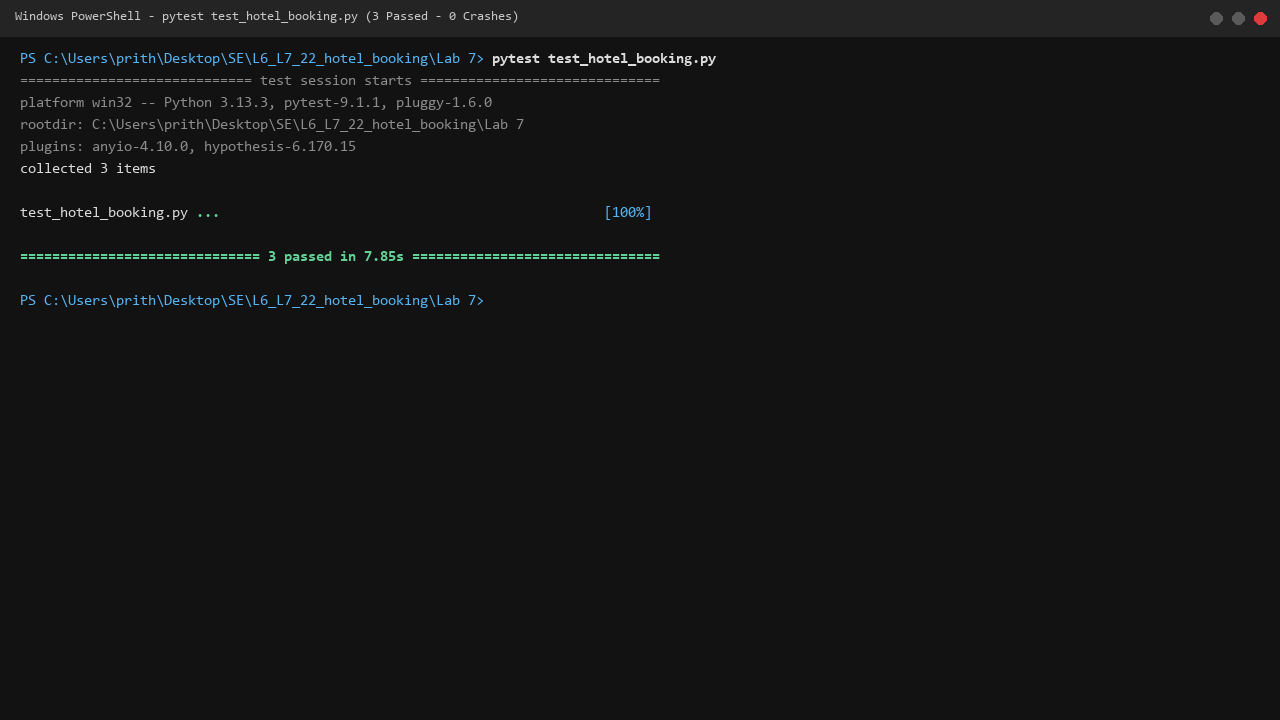 Windows PowerShell - pytest test_hotel_booking.py (3 Passed - 0 Crashes)
PS C:\Users\prith\Desktop\SE\L6_L7_22_hotel_booking\Lab 7> pytest test_hotel_booking.py
============================= test session starts ==============================
platform win32 -- Python 3.13.3, pytest-9.1.1, pluggy-1.6.0
rootdir: C:\Users\prith\Desktop\SE\L6_L7_22_hotel_booking\Lab 7
plugins: anyio-4.10.0, hypothesis-6.170.15
collected 3 items
test_hotel_booking.py ... [100%]
============================== 3 passed in 7.85s ===============================
PS C:\Users\prith\Desktop\SE\L6_L7_22_hotel_booking\Lab 7>